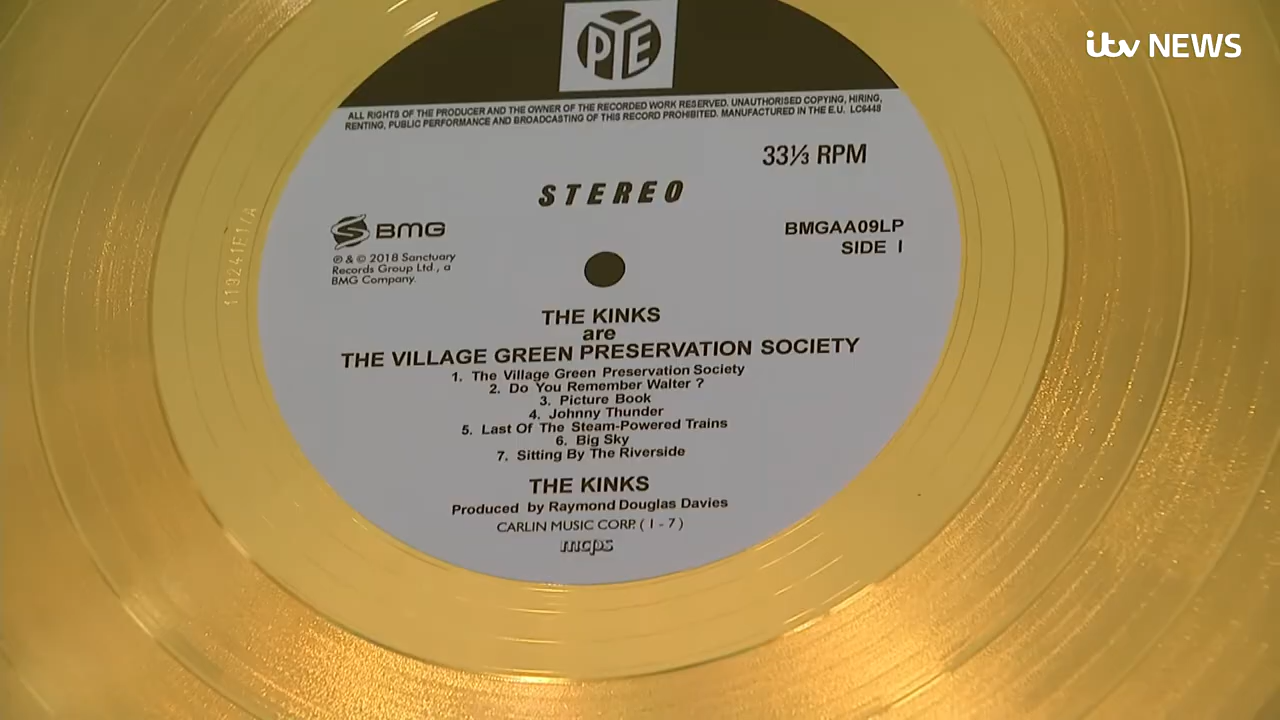 itv NEWS
PYE
ALL RIGHTS OF THE PRODUCER AND THE OWNER OF THE RECORDED WORK RESERVED. UNAUTHORISED COPYING, HIRING,
RENTING, PUBLIC PERFORMANCE AND BROADCASTING OF THIS RECORD PROHIBITED. MANUFACTURED IN THE E.U. LC6448
33⅓ RPM
STEREO
BMG
℗ & © 2018 Sanctuary
Records Group Ltd., a
BMG Company.
BMGAA09LP
SIDE 1
THE KINKS
are
THE VILLAGE GREEN PRESERVATION SOCIETY
1. The Village Green Preservation Society
2. Do You Remember Walter ?
3. Picture Book
4. Johnny Thunder
5. Last Of The Steam-Powered Trains
6. Big Sky
7. Sitting By The Riverside
THE KINKS
Produced by Raymond Douglas Davies
CARLIN MUSIC CORP. ( 1 - 7 )
mcps